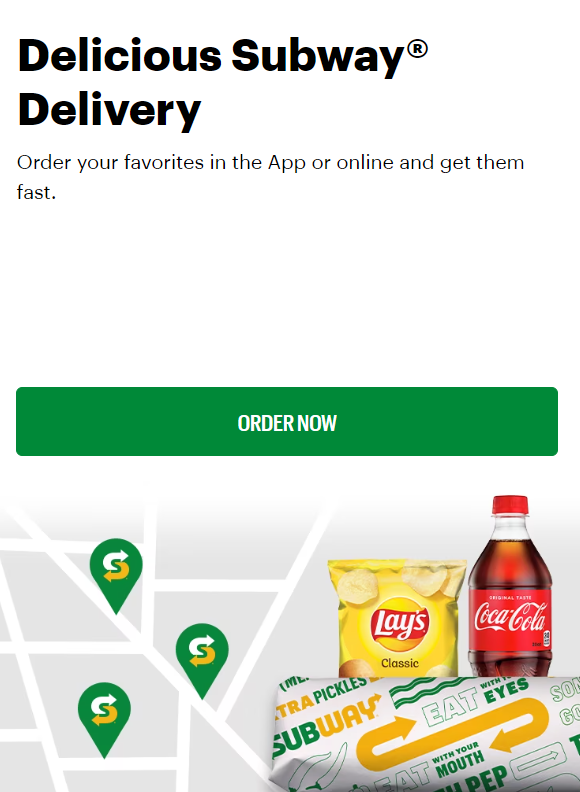 Delicious Subway®
Delivery
Order your favorites in the App or online and get them
fast.
ORDER NOW
S
S
S
ORIGINAL TASTE
Coca-Cola
Lay's
Classic
PICKLES
SUBWAY
EAT
WITH YOUR
EYES
EAT
WITH YOUR
MOUTH
PEP